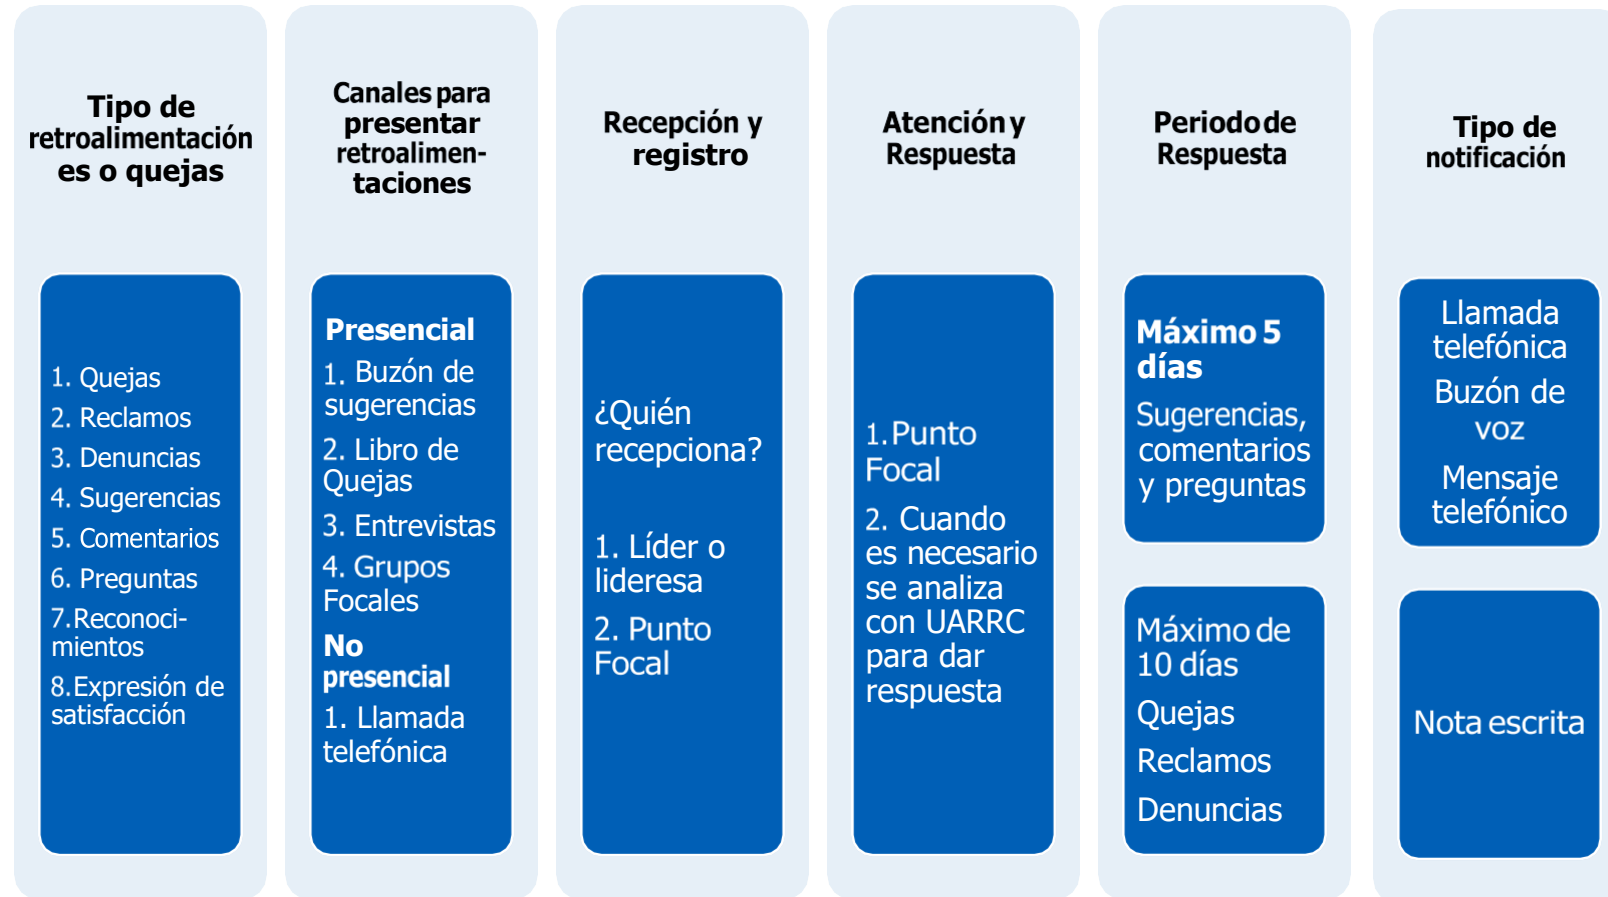 Tipo de
retroalimentación
es o quejas
1. Quejas
2. Reclamos
3. Denuncias
4. Sugerencias
5. Comentarios
6. Preguntas
7.Reconoci-
mientos
8.Expresión de
satisfacción
Canales para
presentar
retroalimen-
taciones
Presencial
1. Buzón de
sugerencias
2. Libro de
Quejas
3. Entrevistas
4. Grupos
Focales
No
presencial
1. Llamada
telefónica
Recepción y
registro
¿Quién
recepciona?
1. Líder o
lideresa
2. Punto
Focal
Atención y
Respuesta
1.Punto
Focal
2. Cuando
es necesario
se analiza
con UARRC
para dar
respuesta
Periodo de
Respuesta
Máximo 5
días
Sugerencias,
comentarios
y preguntas
Máximo de
10 días
Quejas
Reclamos
Denuncias
Tipo de
notificación
Llamada
telefónica
Buzón de
voz
Mensaje
telefónico
Nota escrita